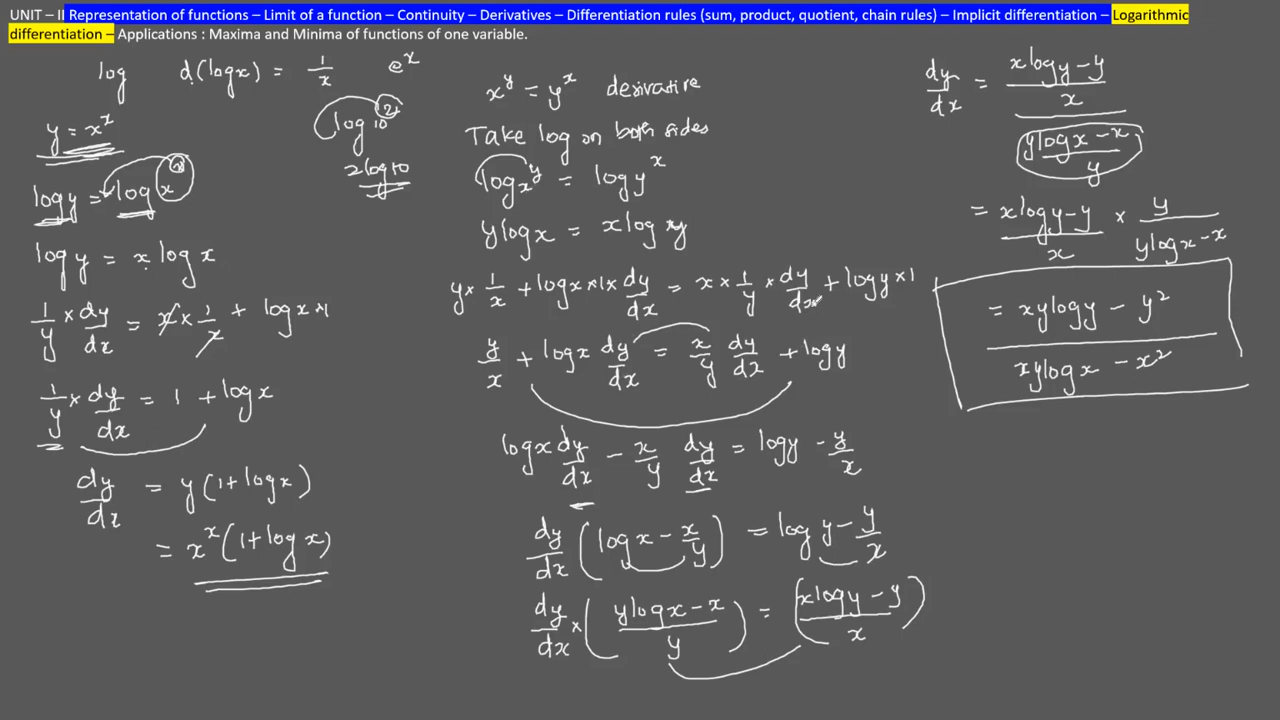 UNIT – II Representation of functions – Limit of a function – Continuity – Derivatives – Differentiation rules (sum, product, quotient, chain rules) – Implicit differentiation – Logarithmic
differentiation – Applications : Maxima and Minima of functions of one variable.
log d(logx) = 1/x e^x
y = x^x
log 10^2
2 log 10
log y = log x^x
log y = x log x
1/y × dy/dx = x × 1/x + log x × 1
1/y × dy/dx = 1 + log x
dy/dx = y(1 + log x)
= x^x (1 + log x)
x^y = y^x derivative
Take log on both sides
log x^y = log y^x
y log x = x log y
y × 1/x + log x × 1 × dy/dx = x × 1/y × dy/dx + log y × 1
y/x + log x dy/dx = x/y dy/dx + log y
log x dy/dx – x/y dy/dx = log y – y/x
dy/dx (log x – x/y) = log y – y/x
dy/dx × (y log x – x / y) = (x log y – y / x)
dy/dx = x log y – y / x
y log x – x / y
= x log y – y / x × y / y log x – x
= xy log y – y²
xy log x – x²